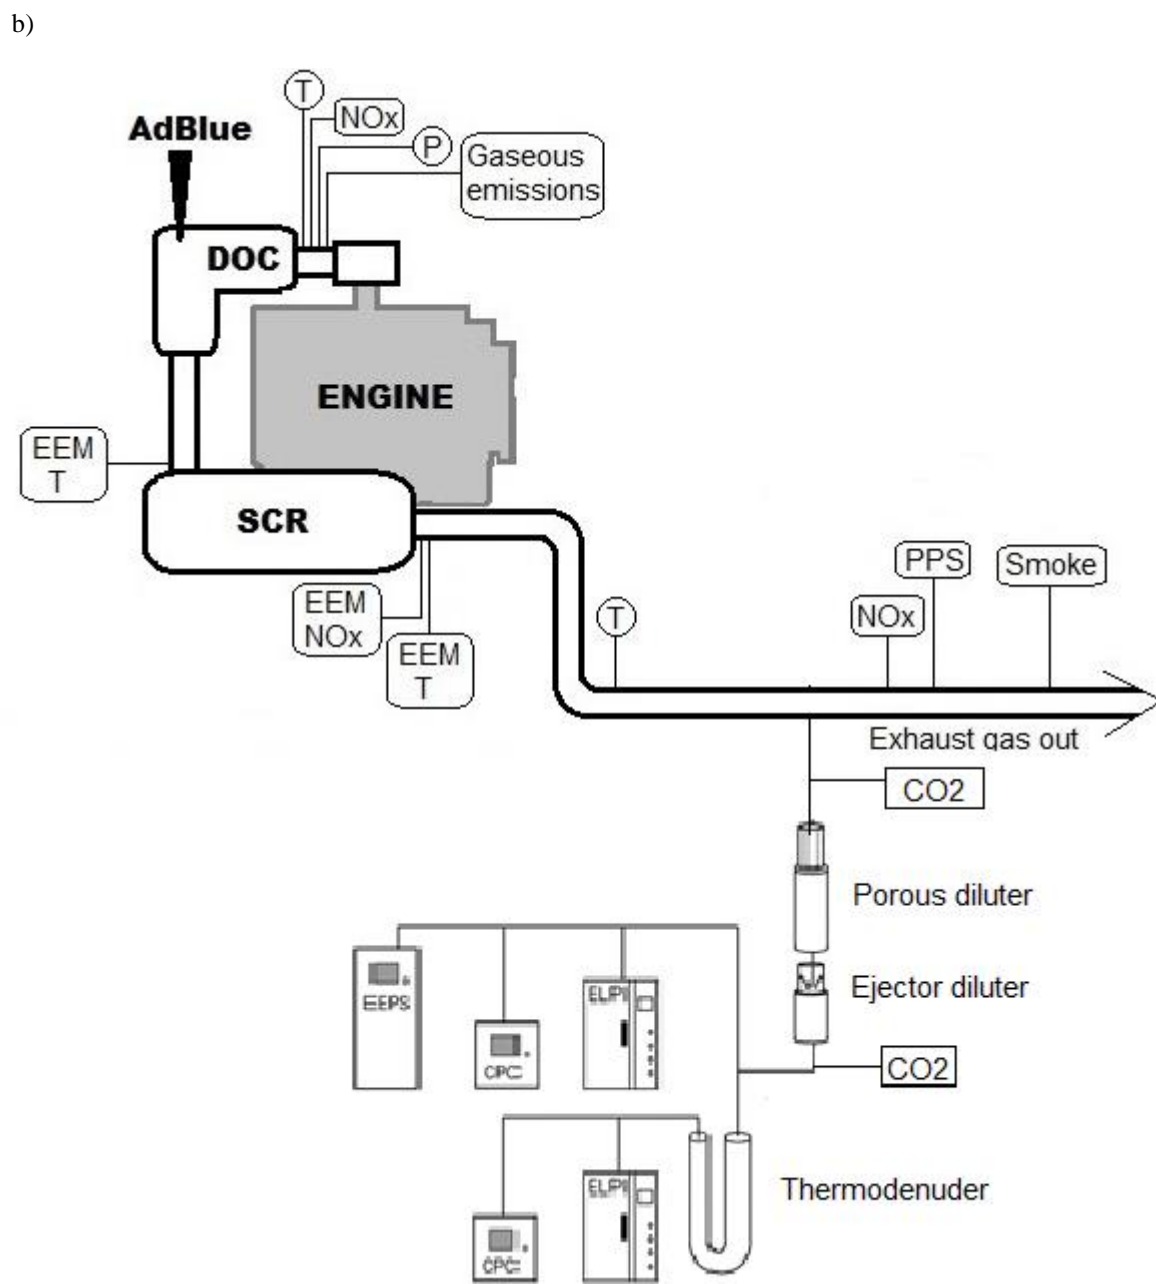 b)
T
NOx
AdBlue
P
Gaseous
emissions
DOC
ENGINE
EEM
T
SCR
PPS
Smoke
EEM
NOx
T
NOx
EEM
T
Exhaust gas out
CO2
Porous diluter
EEPS
ELPI
Ejector diluter
CPC
CO2
ELPI
Thermodenuder
CPC